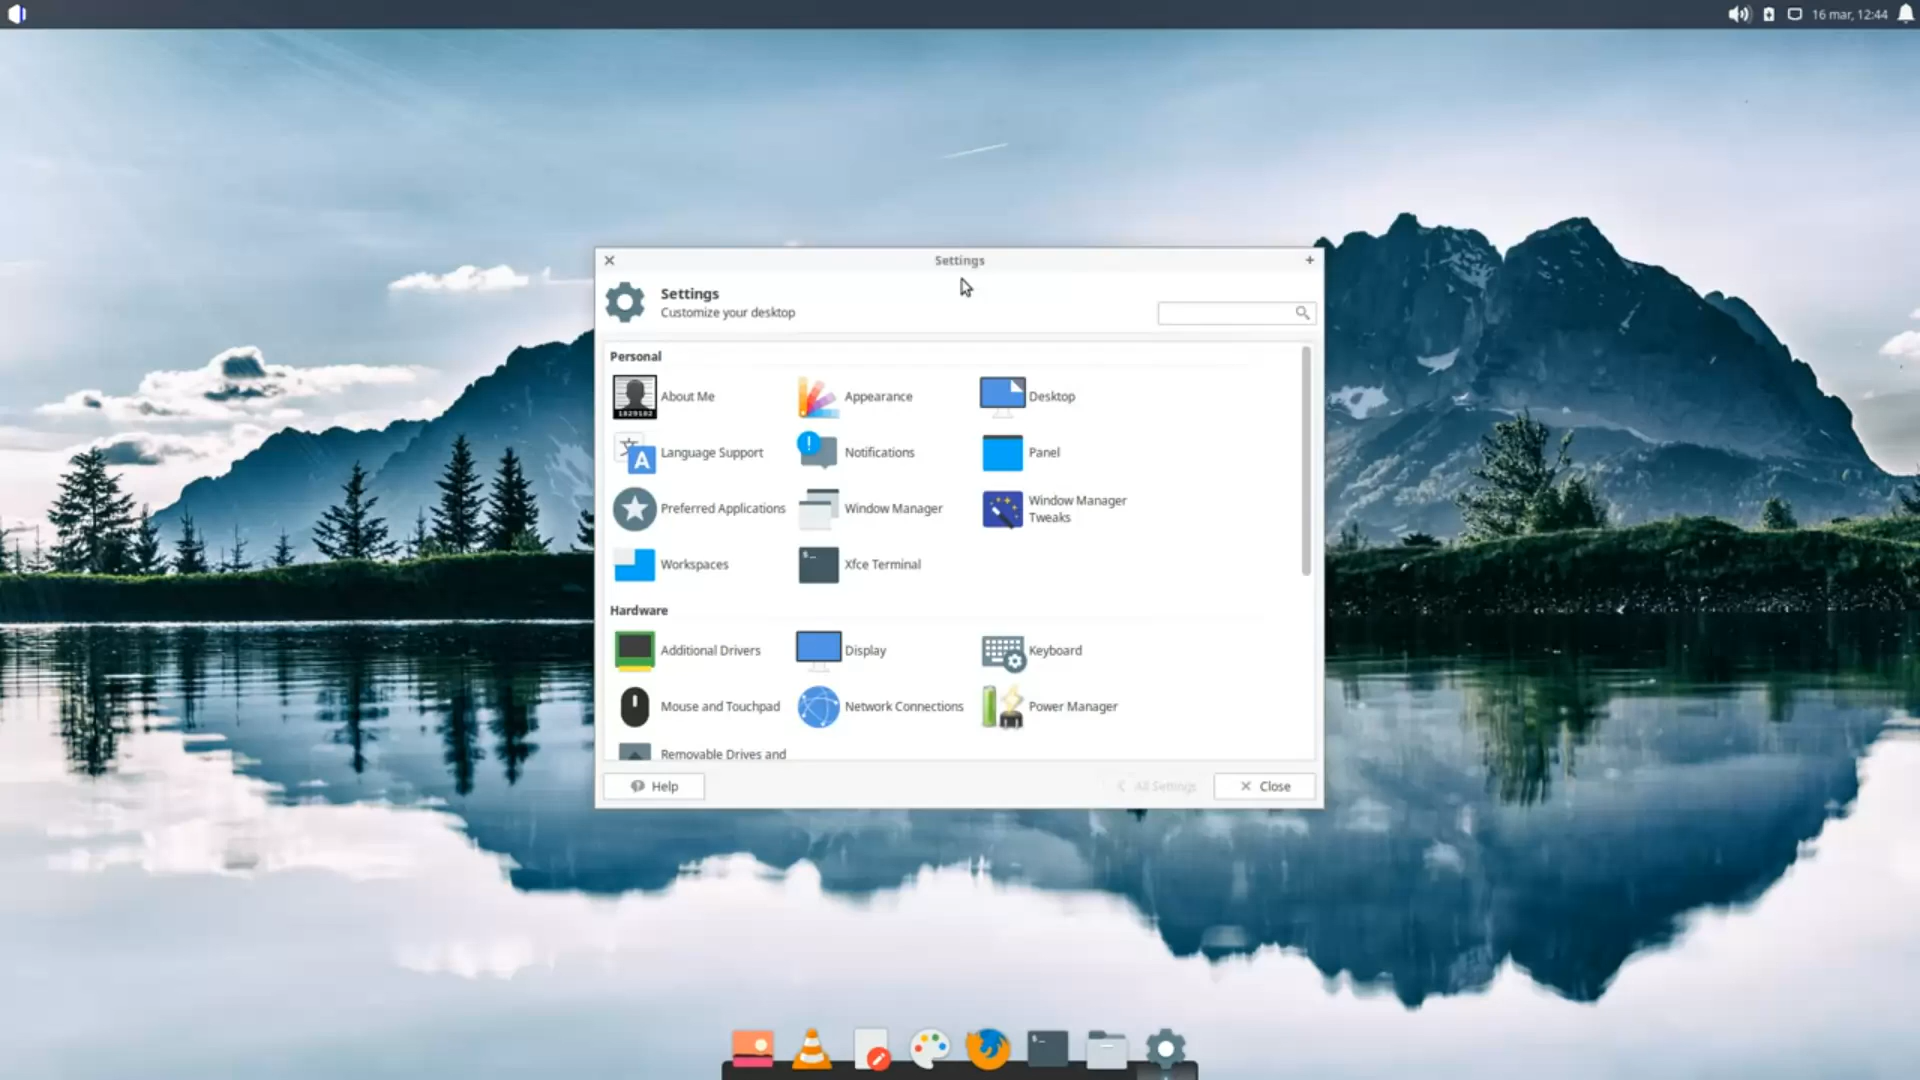 16 mar, 12:44
Settings
Settings
Customize your desktop
Personal
About Me
Appearance
Desktop
1029102
Language Support
Notifications
Panel
A
Preferred Applications
Window Manager
Window Manager
Tweaks
Workspaces
$_
Xfce Terminal
Hardware
Additional Drivers
Display
Keyboard
Mouse and Touchpad
Network Connections
Power Manager
Removable Drives and
Help
All Settings
Close
$_